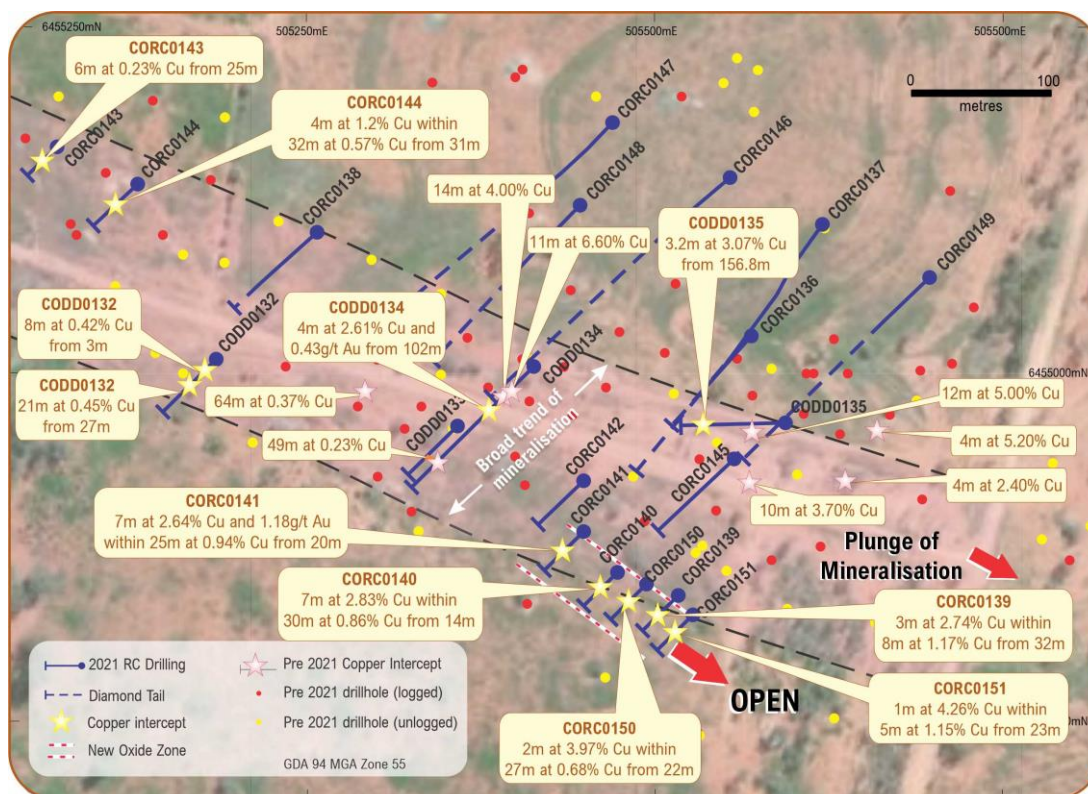 6455250mN
505250mE
505500mE
505500mE
CORC0143
6m at 0.23% Cu from 25m
CORC0144
4m at 1.2% Cu within
32m at 0.57% Cu from 31m
0
100
metres
CORC0143
CORC0144
CORC0138
CORC0147
CORC0148
CORC0146
CORC0137
CORC0149
CORC0136
14m at 4.00% Cu
11m at 6.60% Cu
CODD0135
3.2m at 3.07% Cu
from 156.8m
CODD0132
8m at 0.42% Cu
from 3m
CODD0132
CODD0134
4m at 2.61% Cu and
0.43g/t Au from 102m
CODD0134
6455000mN
CODD0132
21m at 0.45% Cu
from 27m
64m at 0.37% Cu
49m at 0.23% Cu
CODD0133
Broad trend of
mineralisation
CODD0135
12m at 5.00% Cu
4m at 5.20% Cu
4m at 2.40% Cu
10m at 3.70% Cu
CORC0142
CORC0145
CORC0141
CORC0140
CORC0150
CORC0139
CORC0151
CORC0141
7m at 2.64% Cu and 1.18g/t Au
within 25m at 0.94% Cu from 20m
Plunge of
Mineralisation
CORC0140
7m at 2.83% Cu within
30m at 0.86% Cu from 14m
CORC0139
3m at 2.74% Cu within
8m at 1.17% Cu from 32m
OPEN
CORC0151
1m at 4.26% Cu within
5m at 1.15% Cu from 23m
CORC0150
2m at 3.97% Cu within
27m at 0.68% Cu from 22m
2021 RC Drilling
Diamond Tail
Copper intercept
New Oxide Zone
Pre 2021 Copper Intercept
Pre 2021 drillhole (logged)
Pre 2021 drillhole (unlogged)
GDA 94 MGA Zone 55